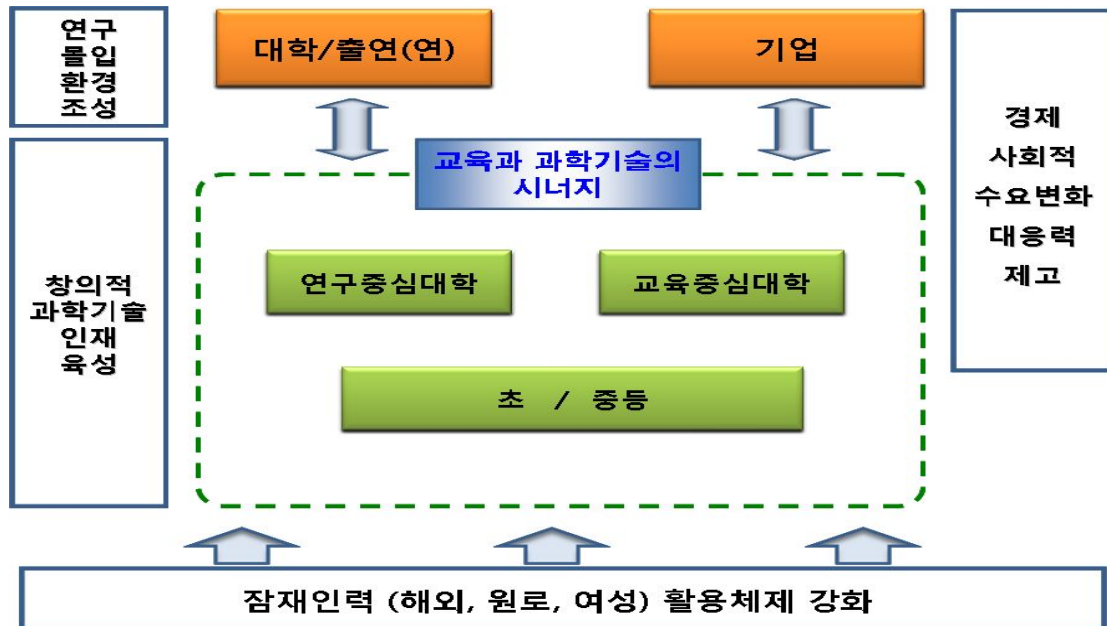 연구
몰입
환경
조성
대학/출연(연)
기업
경제
사회적
수요변화
대응력
제고
교육과 과학기술의
시너지
창의적
과학기술
인재
육성
연구중심대학
교육중심대학
초 / 중등
잠재인력 (해외, 원로, 여성) 활용체제 강화